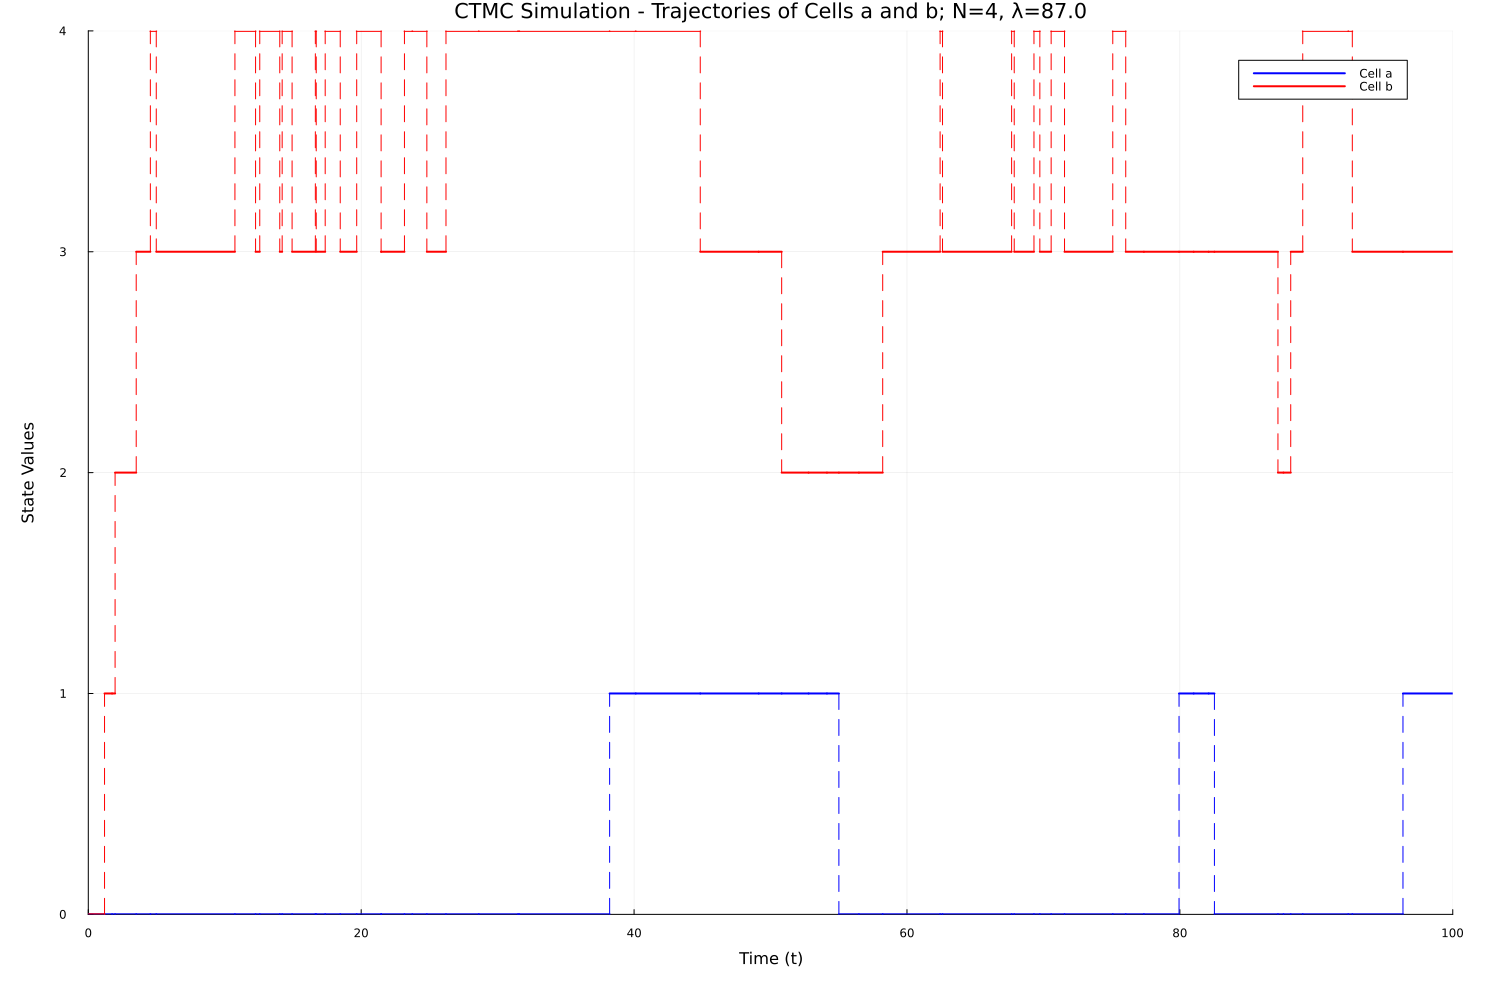 CTMC Simulation - Trajectories of Cells a and b; N=4, λ=87.0
Cell a
Cell b
State Values
4
3
2
1
0
0 20 40 60 80 100
Time (t)